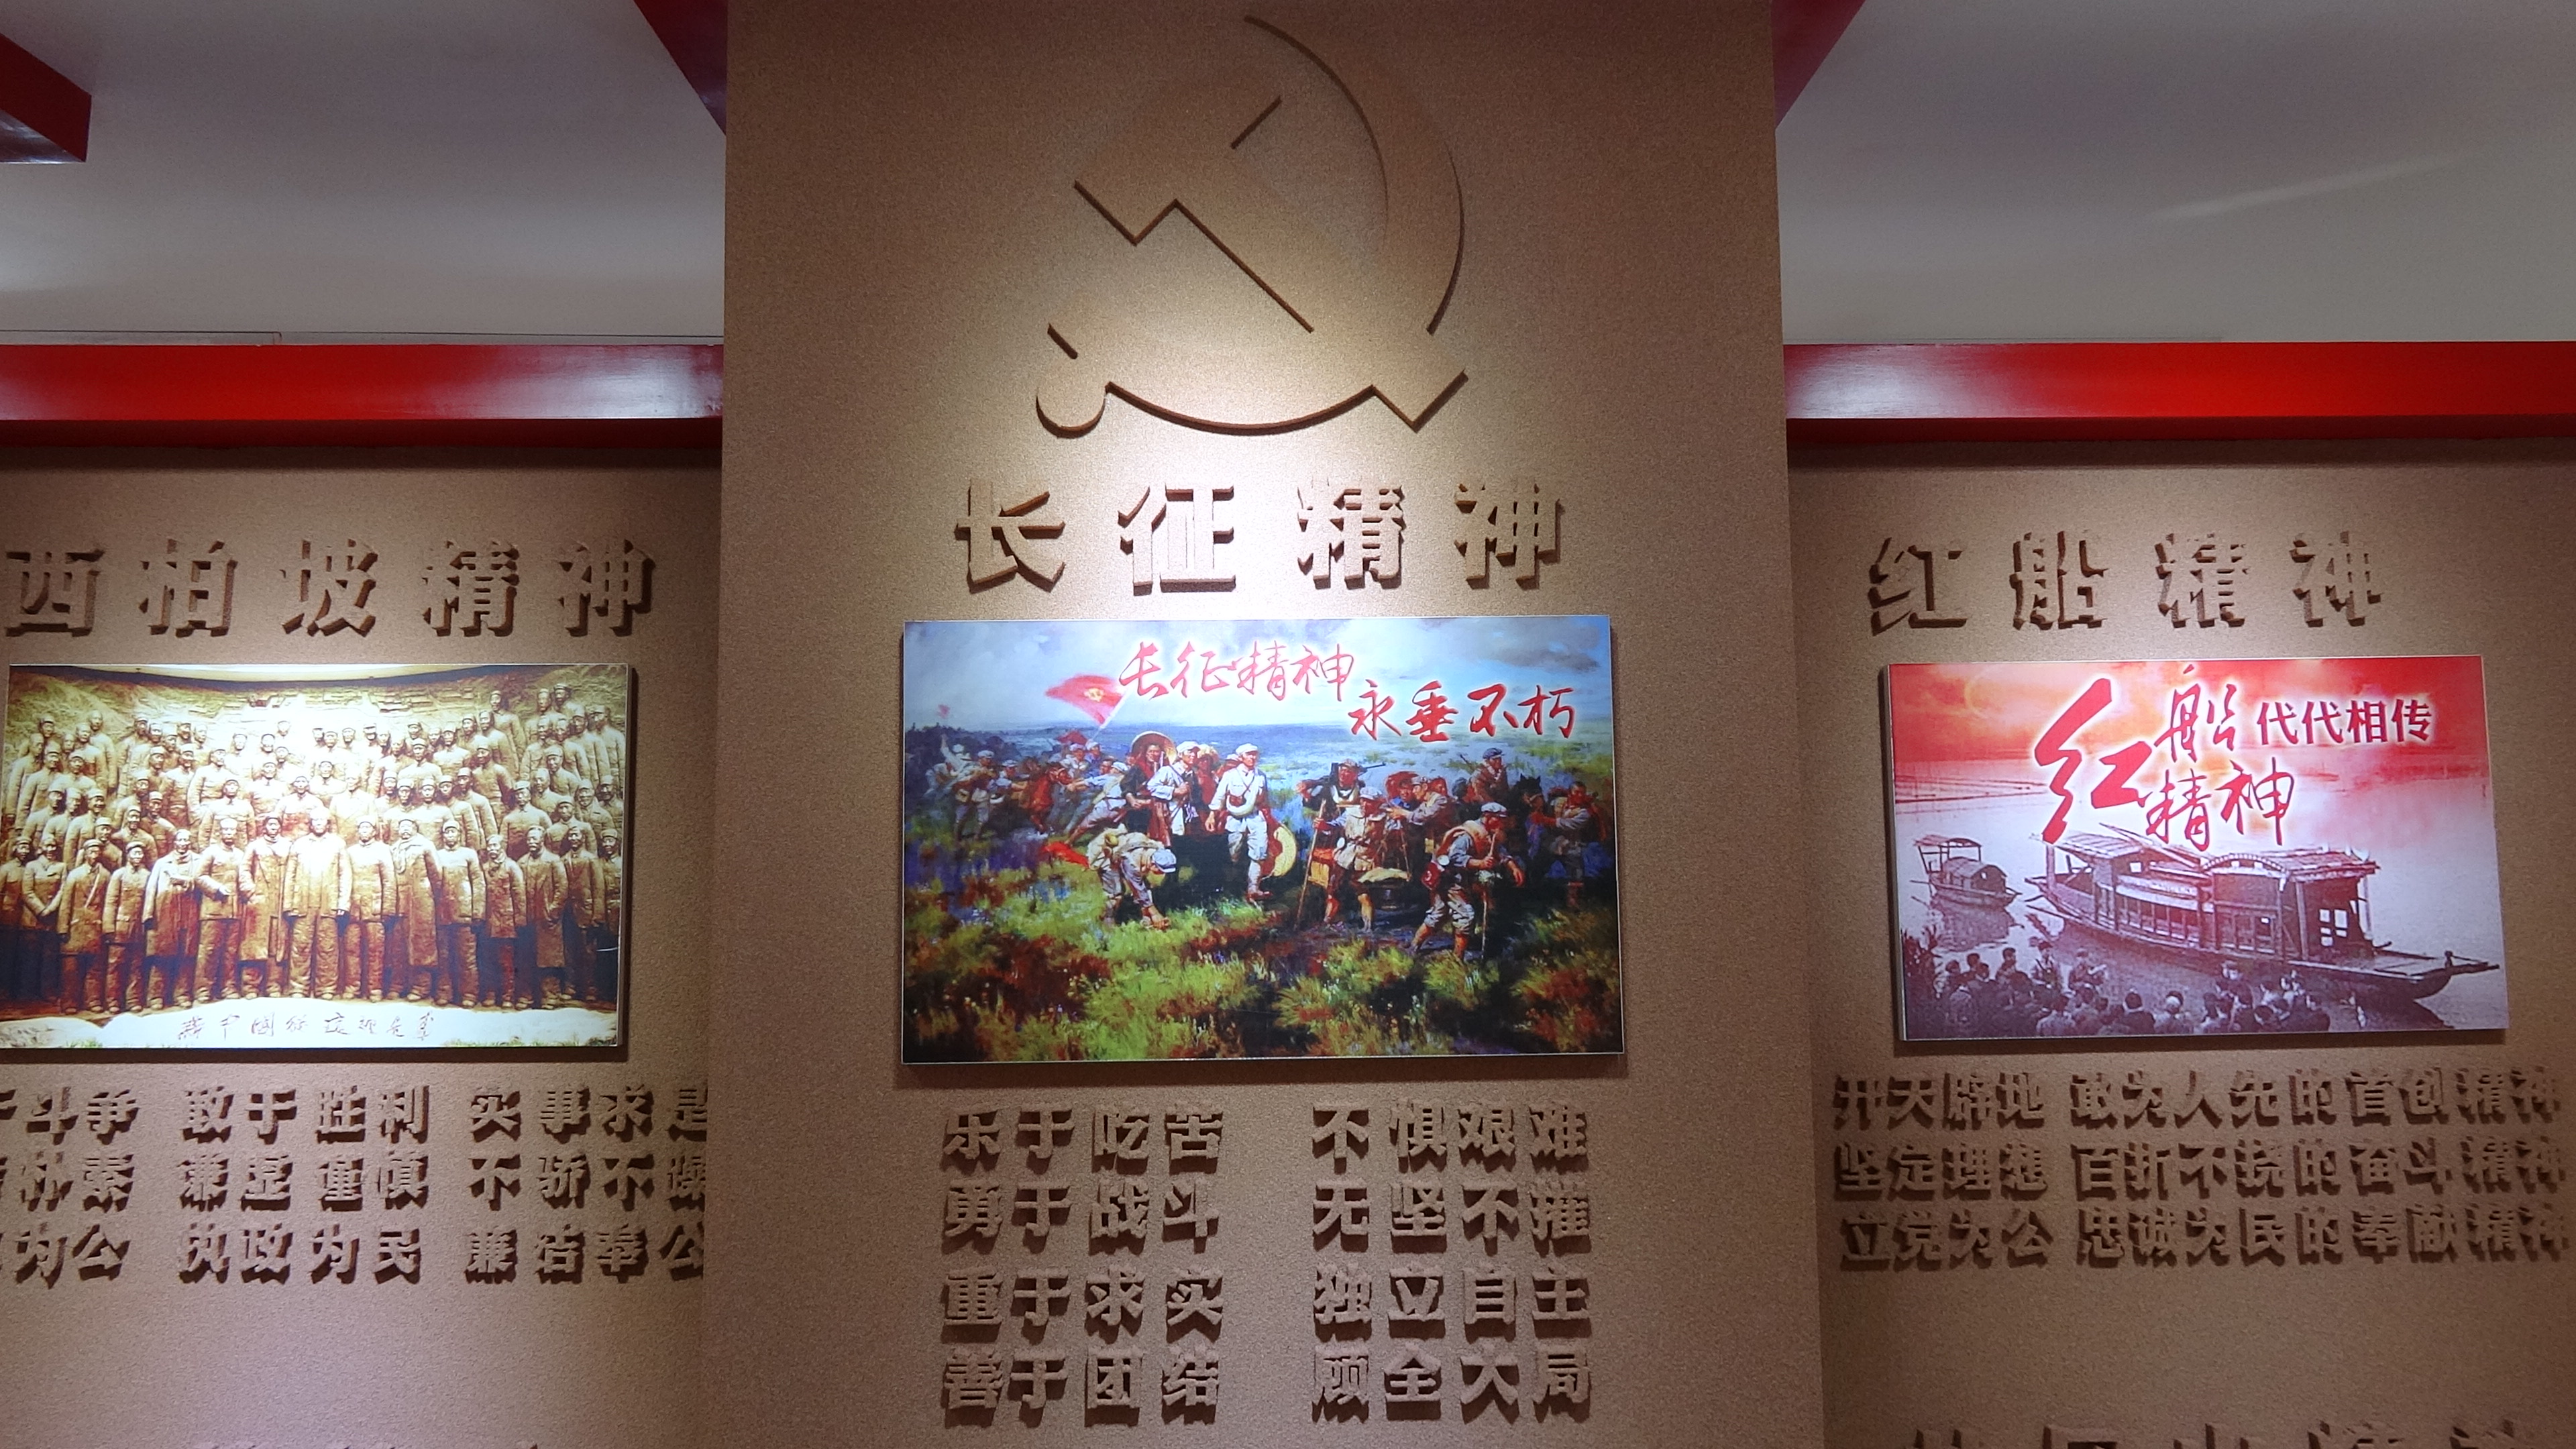 西柏坡精神
斗争 敢于胜利 实事求是
朴素 谦虚谨慎 不骄不躁
为公 执政为民 廉洁奉公
长征精神
长征精神
永垂不朽
乐于吃苦 不惧艰难
勇于战斗 无坚不摧
重于求实 独立自主
善于团结 顾全大局
红船精神
红船精神 代代相传
开天辟地 敢为人先的首创精神
坚定理想 百折不挠的奋斗精神
立党为公 忠诚为民的奉献精神